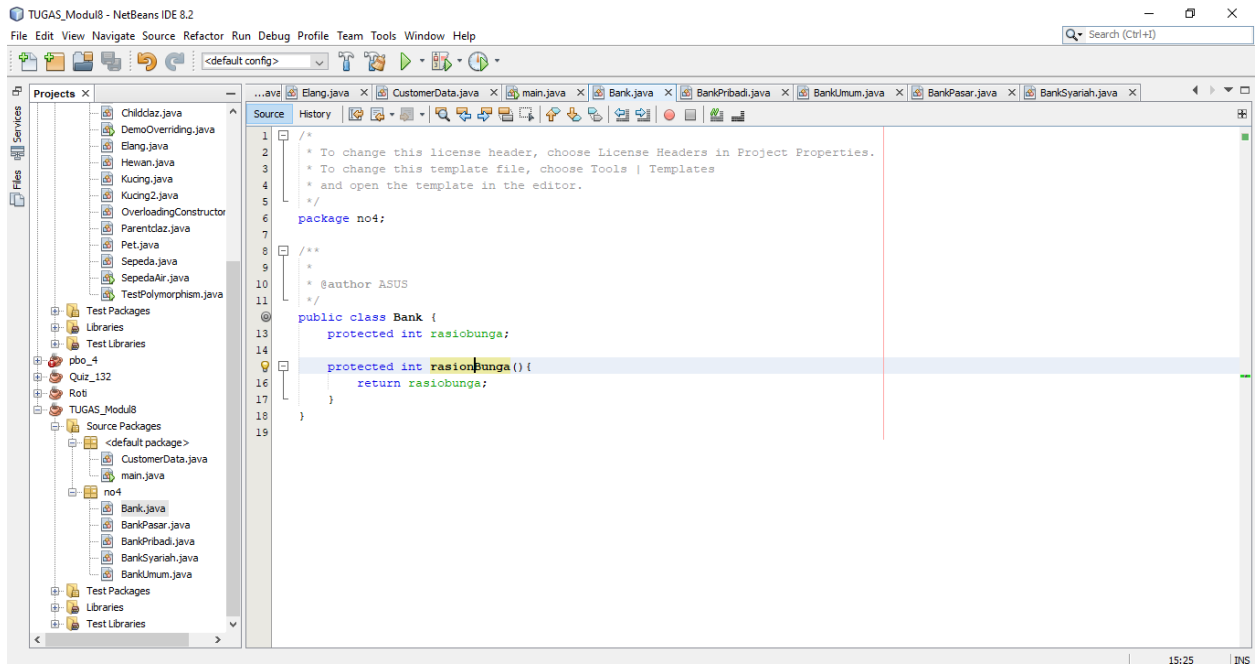 TUGAS_Modul8 - NetBeans IDE 8.2
File Edit View Navigate Source Refactor Run Debug Profile Team Tools Window Help
Search (Ctrl+I)
<default config>
Projects
...ava Elang.java CustomerData.java main.java Bank.java BankPribadi.java BankUmum.java BankPasar.java BankSyariah.java
Services
Files
Source History
Childclaz.java
DemoOverriding.java
Elang.java
Hewan.java
Kucing.java
Kucing2.java
OverloadingConstructor
Parentclaz.java
Pet.java
Sepeda.java
SepedaAir.java
TestPolymorphism.java
Test Packages
Libraries
Test Libraries
pbo_4
Quiz_132
Roti
TUGAS_Modul8
Source Packages
<default package>
CustomerData.java
main.java
no4
Bank.java
BankPasar.java
BankPribadi.java
BankSyariah.java
BankUmum.java
Test Packages
Libraries
Test Libraries
1 /*
2 * To change this license header, choose License Headers in Project Properties.
3 * To change this template file, choose Tools | Templates
4 * and open the template in the editor.
5 */
6 package no4;
7
8 /**
9 *
10 * @author ASUS
11 */
public class Bank {
13 protected int rasiobunga;
14
protected int rasionBunga(){
16 return rasiobunga;
17 }
18 }
19
15:25 INS